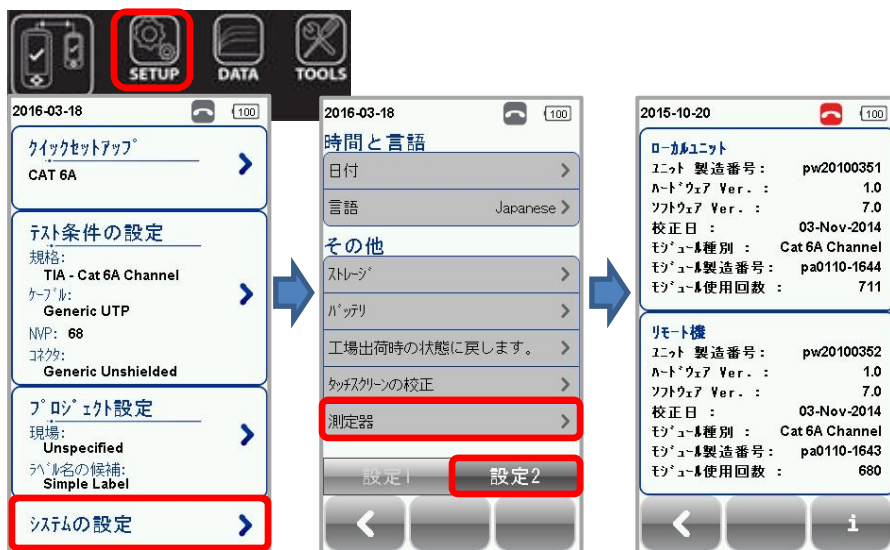 SETUP
DATA
TOOLS
2016-03-18
100
クイックセットアップ
CAT 6A
テスト条件の設定
規格:
TIA - Cat 6A Channel
ケーブル:
Generic UTP
NVP: 68
コネクタ:
Generic Unshielded
プロジェクト設定
現場:
Unspecified
ラベル名の候補:
Simple Label
システムの設定
2016-03-18
100
時間と言語
日付
言語 Japanese
その他
ストレージ
バッテリ
工場出荷時の状態に戻します。
タッチスクリーンの校正
測定器
設定1 設定2
2015-10-20
100
ローカルユニット
ユニット 製造番号: pw20100351
ハードウェア Ver. : 1.0
ソフトウェア Ver. : 7.0
校正日 : 03-Nov-2014
モジュール種別 : Cat 6A Channel
モジュール製造番号: pa0110-1644
モジュール使用回数 : 711
リモート機
ユニット 製造番号: pw20100352
ハードウェア Ver. : 1.0
ソフトウェア Ver. : 7.0
校正日 : 03-Nov-2014
モジュール種別 : Cat 6A Channel
モジュール製造番号: pa0110-1643
モジュール使用回数 : 680
i